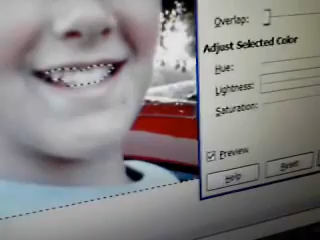 Overlap:
Adjust Selected Color
Hue:
Lightness:
Saturation:
Preview
Help
Reset